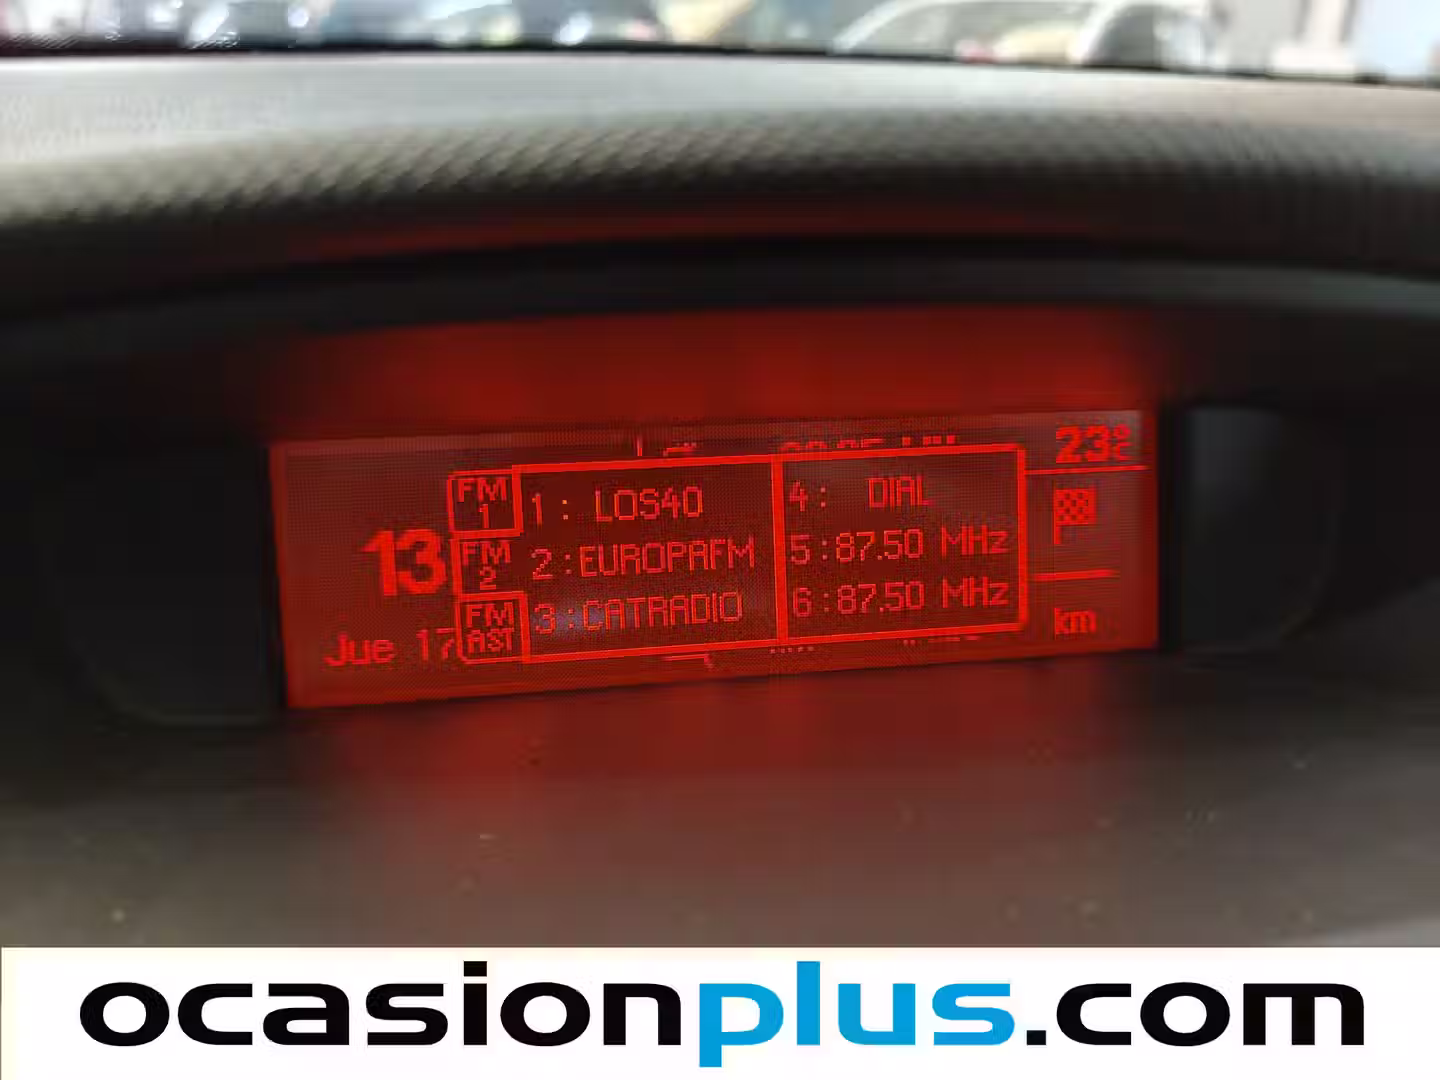 23°C
FM
1
1: LOS40
4: DIAL
13
FM
2
2:EUROPAFM
5:87.50 MHz
FM
AST
3:CATRADIO
6:87.50 MHz
Jue 17
km
ocasionplus.com